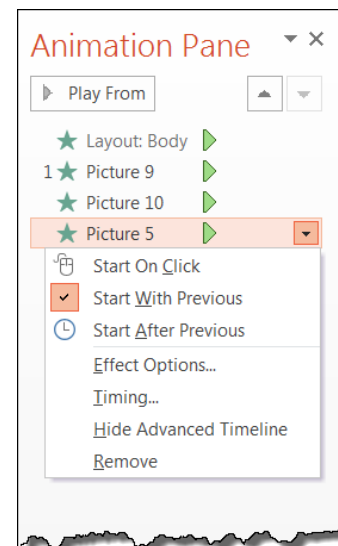 Animation Pane
Play From
Layout: Body
1 Picture 9
Picture 10
Picture 5
Start On Click
Start With Previous
Start After Previous
Effect Options...
Timing...
Hide Advanced Timeline
Remove